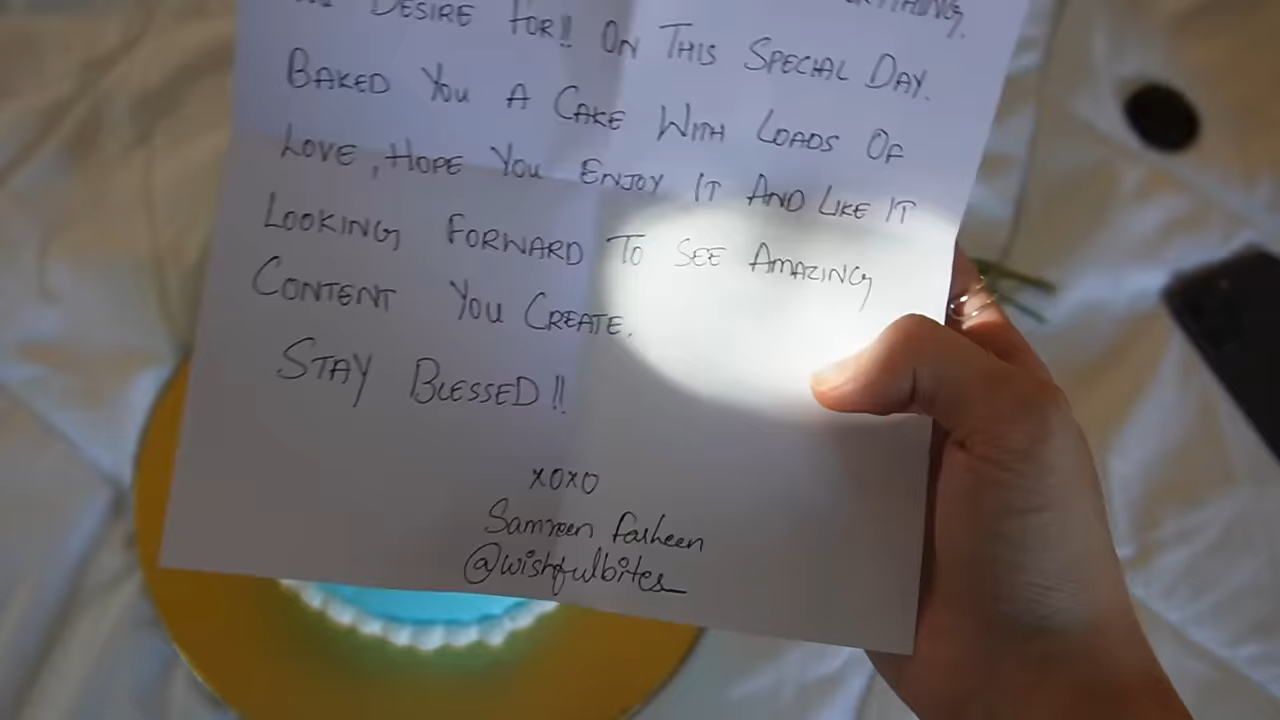 DESIRE FOR!! ON THIS SPECIAL DAY.
BAKED YOU A CAKE WITH LOADS OF
LOVE, HOPE YOU ENJOY IT AND LIKE IT
LOOKING FORWARD TO SEE AMAZING
CONTENT YOU CREATE.
STAY BLESSED!!
XOXO
Samreen Farheen
@wishfulbites